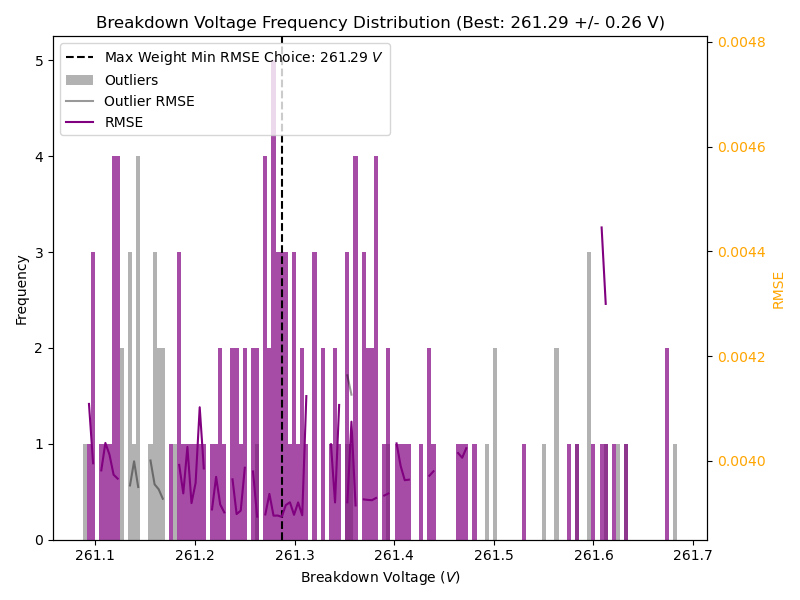 Breakdown Voltage Frequency Distribution (Best: 261.29 +/- 0.26 V)
Max Weight Min RMSE Choice: 261.29 V
Outliers
Outlier RMSE
RMSE
5
4
3
2
1
0
Frequency
0.0048
0.0046
0.0044
0.0042
0.0040
RMSE
261.1 261.2 261.3 261.4 261.5 261.6 261.7
Breakdown Voltage (V)